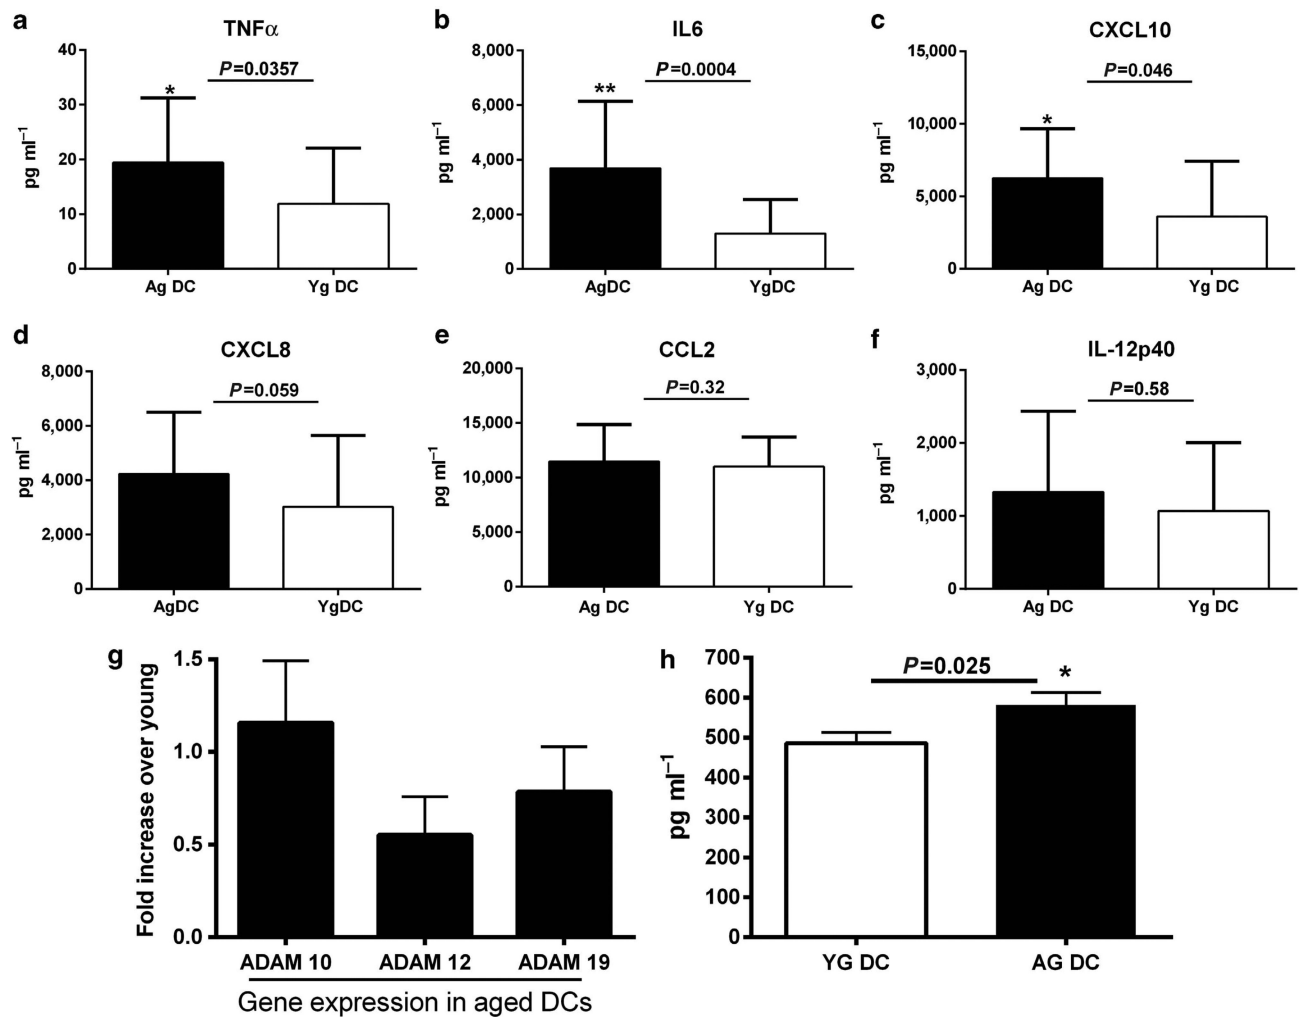 a
TNFα
40
30
20
10
0
pg ml⁻¹
*
P=0.0357
Ag DC
Yg DC
b
IL6
8,000
6,000
4,000
2,000
0
pg ml⁻¹
**
P=0.0004
AgDC
YgDC
c
CXCL10
15,000
10,000
5,000
0
pg ml⁻¹
*
P=0.046
Ag DC
Yg DC
d
CXCL8
8,000
6,000
4,000
2,000
0
pg ml⁻¹
P=0.059
AgDC
YgDC
e
CCL2
20,000
15,000
10,000
5,000
0
pg ml⁻¹
P=0.32
Ag DC
Yg DC
f
IL-12p40
3,000
2,000
1,000
0
pg ml⁻¹
P=0.58
Ag DC
Yg DC
g
1.5
1.0
0.5
0.0
Fold increase over young
ADAM 10
ADAM 12
ADAM 19
Gene expression in aged DCs
h
700
600
500
400
300
200
100
0
pg ml⁻¹
P=0.025
*
YG DC
AG DC